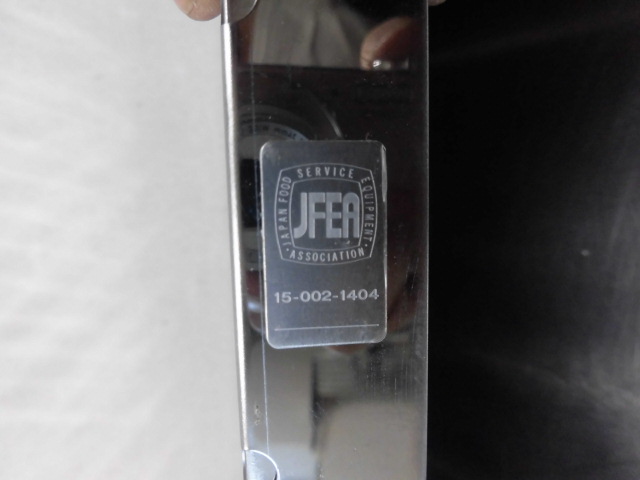 JAPAN FOOD SERVICE EQUIPMENT
JFEA
· ASSOCIATION ·
15-002-1404